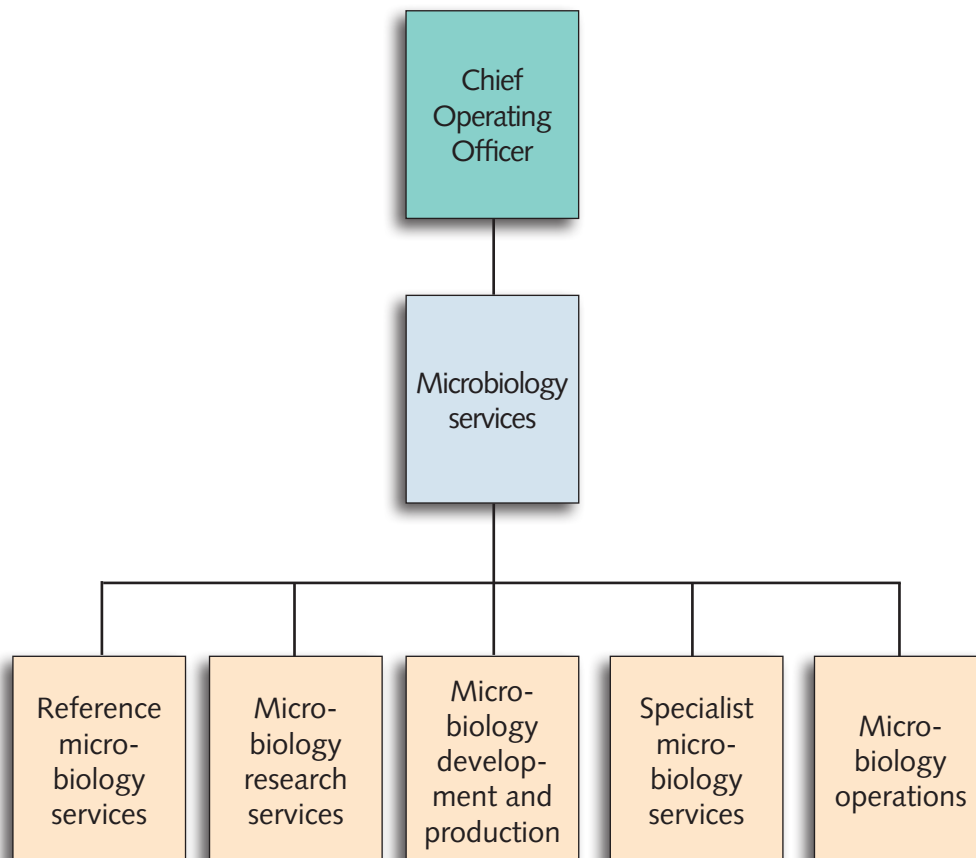 Chief
Operating
Officer
Microbiology
services
Reference
micro-
biology
services
Micro-
biology
research
services
Micro-
biology
develop-
ment and
production
Specialist
micro-
biology
services
Micro-
biology
operations